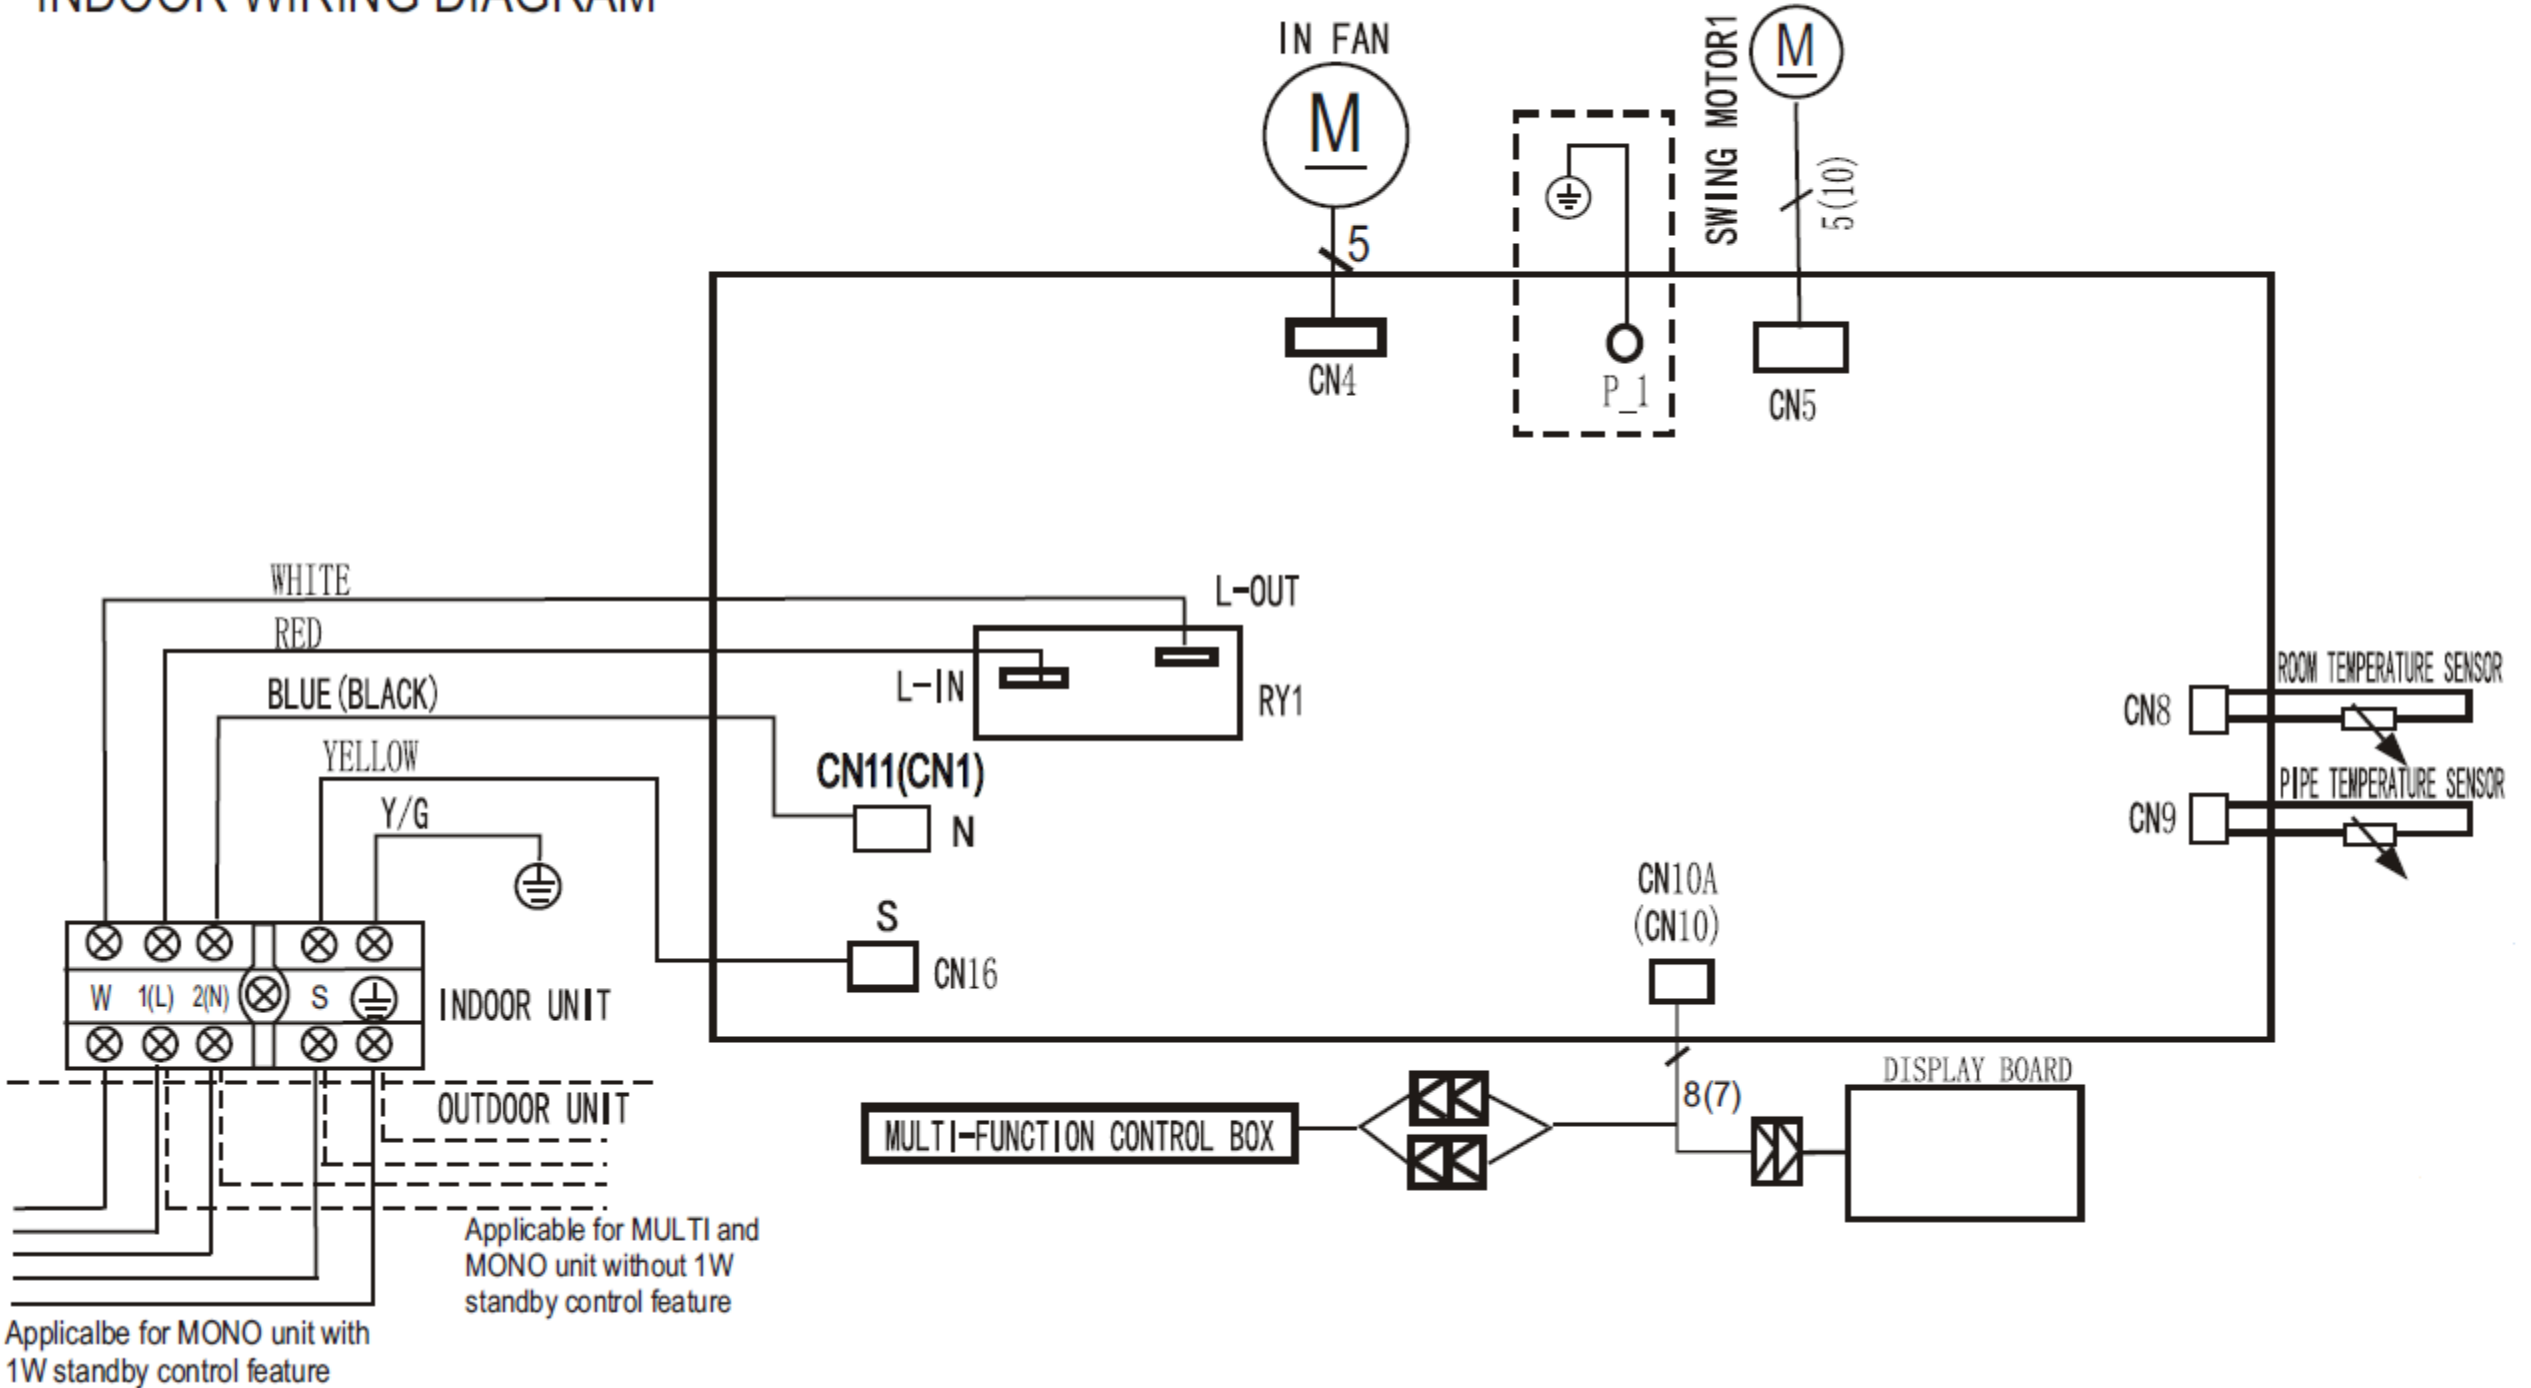 INDOOR WIRING DIAGRAM
IN FAN
M
5
CN4
P_1
SWING MOTOR1
M
5(10)
CN5
WHITE
RED
BLUE(BLACK)
YELLOW
Y/G
L-OUT
L-IN
RY1
CN11(CN1)
N
S
CN16
ROOM TEMPERATURE SENSOR
CN8
PIPE TEMPERATURE SENSOR
CN9
CN10A
(CN10)
8(7)
W 1(L) 2(N) S
INDOOR UNIT
OUTDOOR UNIT
MULTI-FUNCTION CONTROL BOX
DISPLAY BOARD
Applicable for MULTI and
MONO unit without 1W
standby control feature
Applicalbe for MONO unit with
1W standby control feature